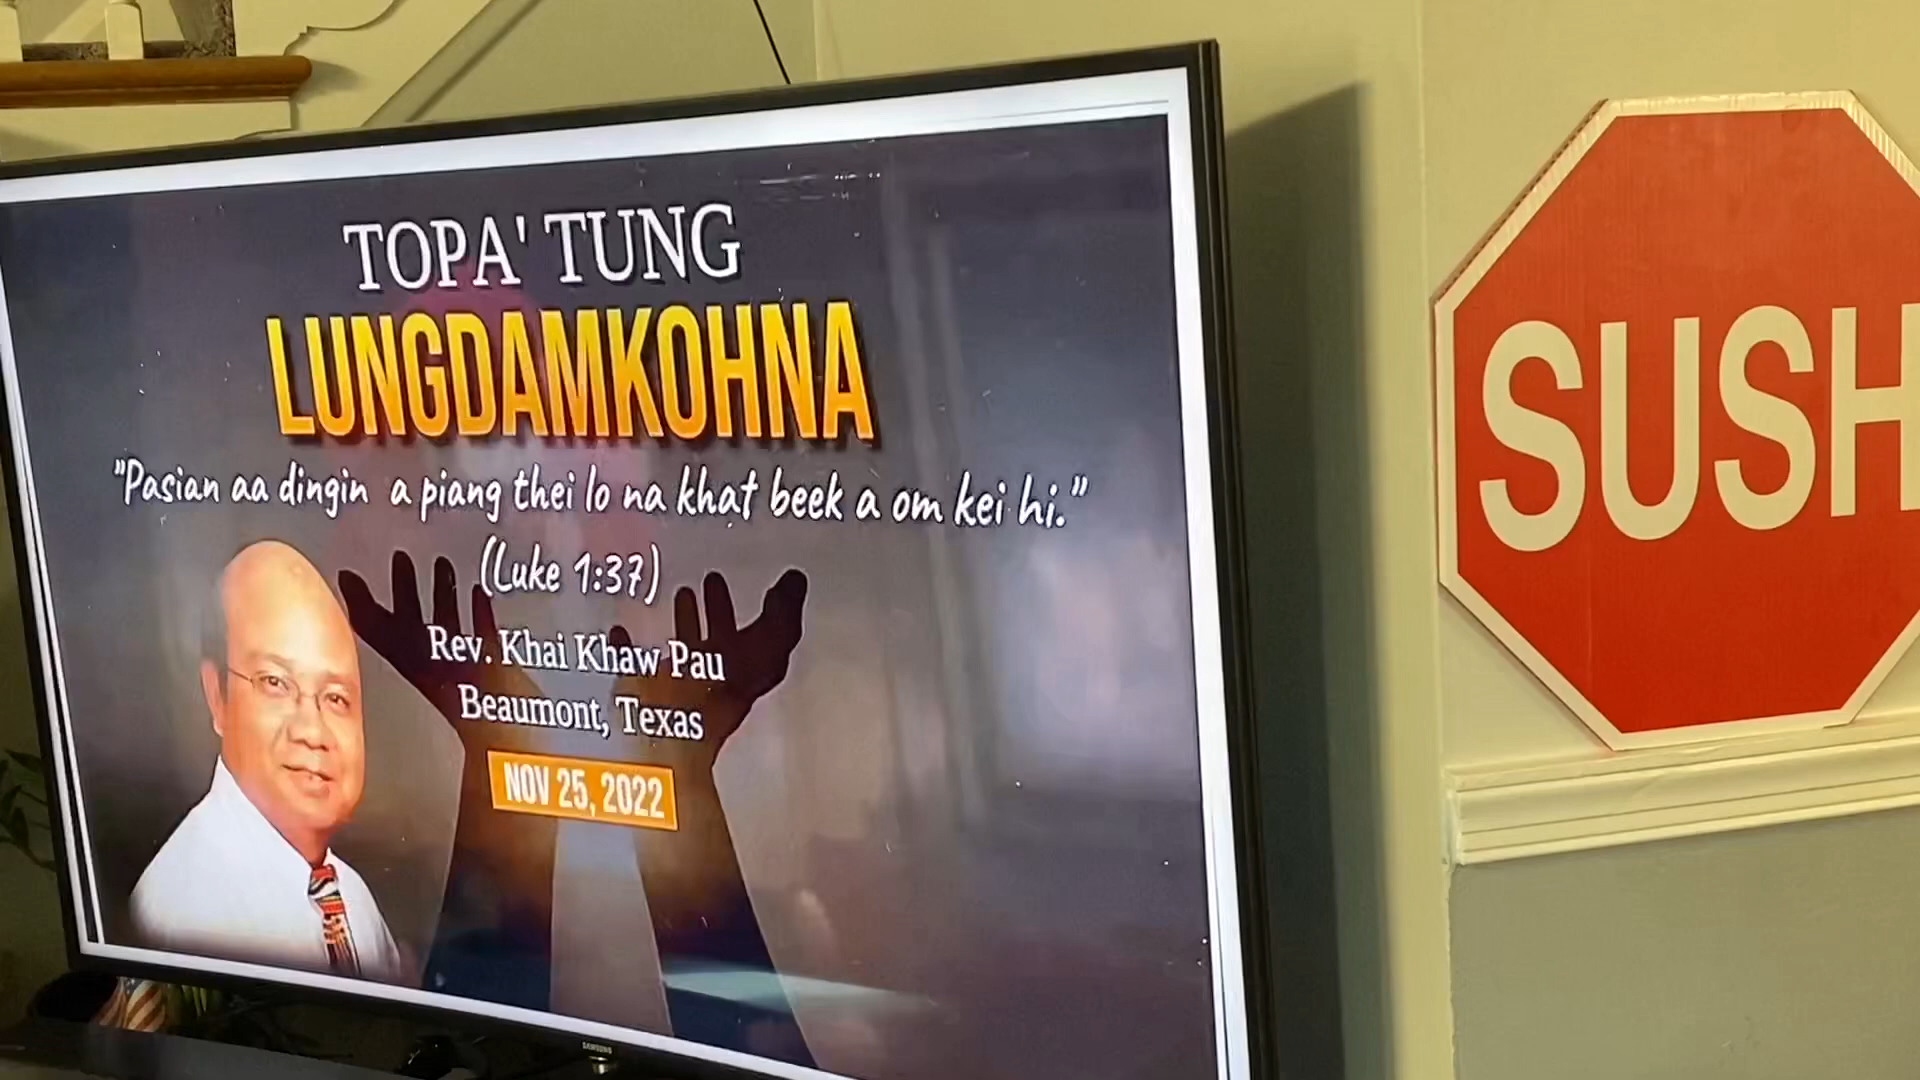 TOPA' TUNG
LUNGDAMKOHNA
"Pasian aa dingin a piang thei lo na khat beek a om kei hi."
(Luke 1:37)
Rev. Khai Khaw Pau
Beaumont, Texas
NOV 25, 2022
SAMSUNG
SUSH